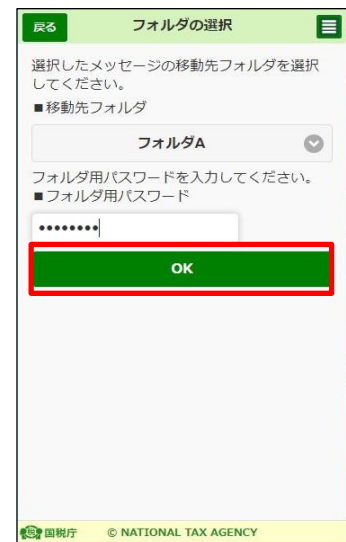 戻る フォルダの選択
選択したメッセージの移動先フォルダを選択
してください。
■移動先フォルダ
フォルダA
フォルダ用パスワードを入力してください。
■フォルダ用パスワード
••••••••
OK
国税庁 © NATIONAL TAX AGENCY